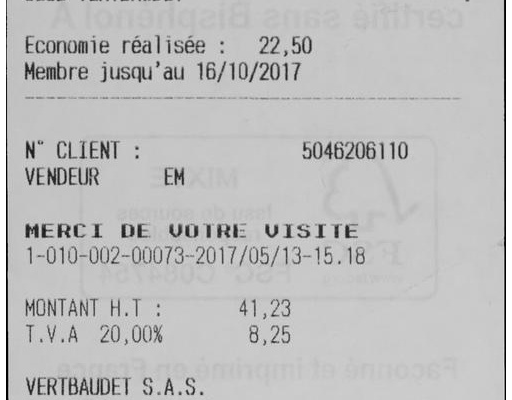 Economie réalisée : 22,50
Membre jusqu'au 16/10/2017
N° CLIENT : 5046206110
VENDEUR EM
MERCI DE VOTRE VISITE
1-010-002-00073-2017/05/13-15.18
MONTANT H.T : 41,23
T.V.A 20,00% 8,25
VERTBAUDET S.A.S.